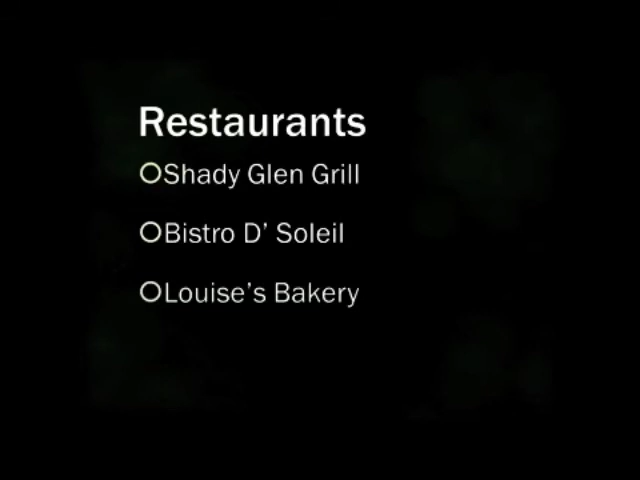 Restaurants
Shady Glen Grill
Bistro D’ Soleil
Louise’s Bakery